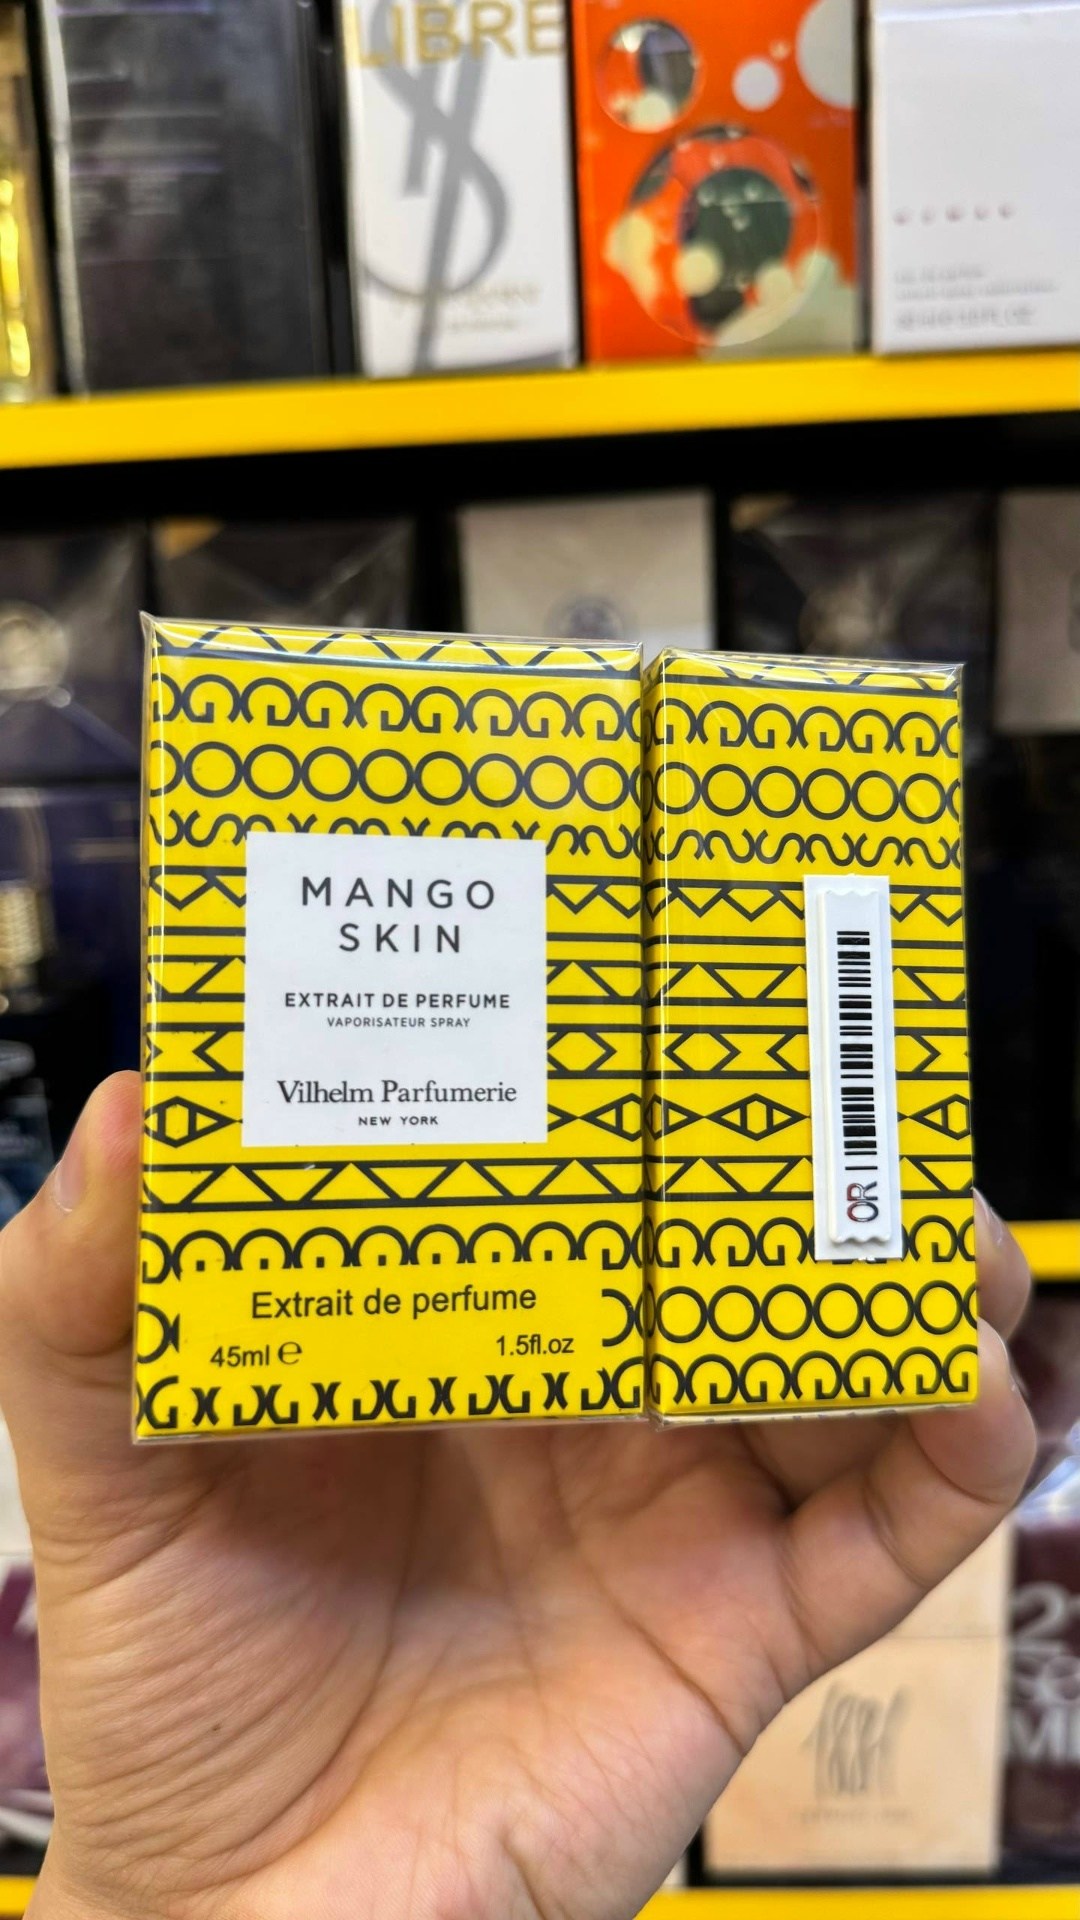 LIBRE
MANGO
SKIN
EXTRAIT DE PERFUME
VAPORISATEUR SPRAY
Vilhelm Parfumerie
NEW YORK
Extrait de perfume
45ml ℮
1.5fl.oz
OR